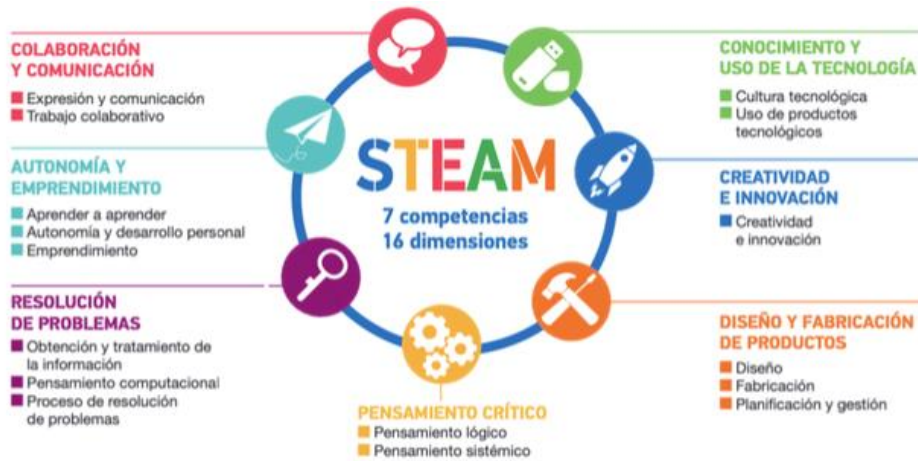 COLABORACIÓN
Y COMUNICACIÓN
Expresión y comunicación
Trabajo colaborativo
AUTONOMÍA Y
EMPRENDIMIENTO
Aprender a aprender
Autonomía y desarrollo personal
Emprendimiento
RESOLUCIÓN
DE PROBLEMAS
Obtención y tratamiento de
la información
Pensamiento computacional
Proceso de resolución
de problemas
STEAM
7 competencias
16 dimensiones
PENSAMIENTO CRÍTICO
Pensamiento lógico
Pensamiento sistémico
CONOCIMIENTO Y
USO DE LA TECNOLOGÍA
Cultura tecnológica
Uso de productos
tecnológicos
CREATIVIDAD
E INNOVACIÓN
Creatividad
e innovación
DISEÑO Y FABRICACIÓN
DE PRODUCTOS
Diseño
Fabricación
Planificación y gestión